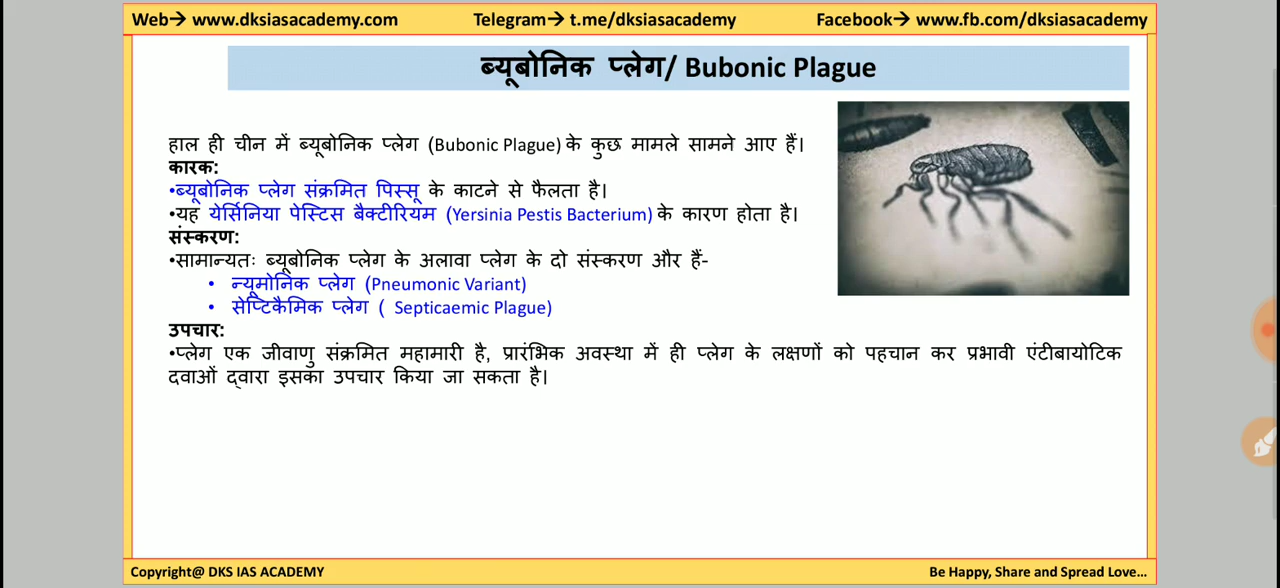 Web→ www.dksiasacademy.com Telegram→ t.me/dksiasacademy Facebook→ www.fb.com/dksiasacademy
ब्यूबोनिक प्लेग/ Bubonic Plague
हाल ही चीन में ब्यूबोनिक प्लेग (Bubonic Plague) के कुछ मामले सामने आए हैं।
कारक:
•ब्यूबोनिक प्लेग संक्रमित पिस्सू के काटने से फैलता है।
•यह येर्सिनिया पेस्टिस बैक्टीरियम (Yersinia Pestis Bacterium) के कारण होता है।
संस्करण:
•सामान्यतः ब्यूबोनिक प्लेग के अलावा प्लेग के दो संस्करण और हैं-
• न्यूमोनिक प्लेग (Pneumonic Variant)
• सेप्टिकैमिक प्लेग ( Septicaemic Plague)
उपचार:
•प्लेग एक जीवाणु संक्रमित महामारी है, प्रारंभिक अवस्था में ही प्लेग के लक्षणों को पहचान कर प्रभावी एंटीबायोटिक
दवाओं द्वारा इसका उपचार किया जा सकता है।
Copyright@ DKS IAS ACADEMY Be Happy, Share and Spread Love...